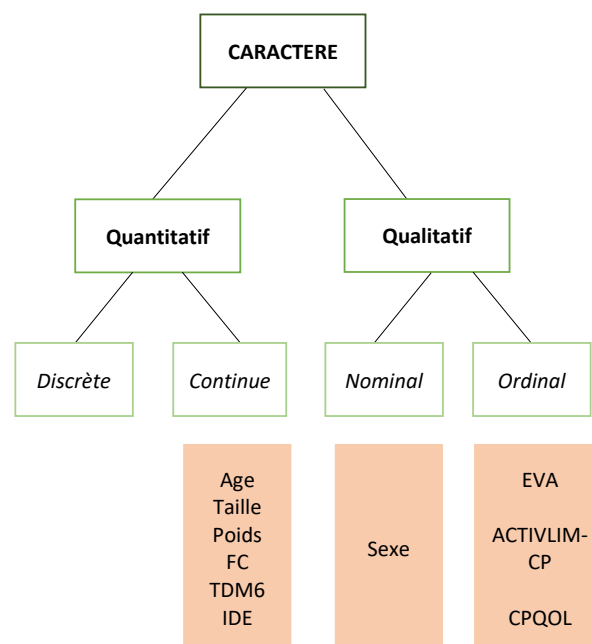 CARACTERE
Quantitatif
Qualitatif
Discrète
Continue
Nominal
Ordinal
Age
Taille
Poids
FC
TDM6
IDE
Sexe
EVA
ACTIVLIM-
CP
CPQOL